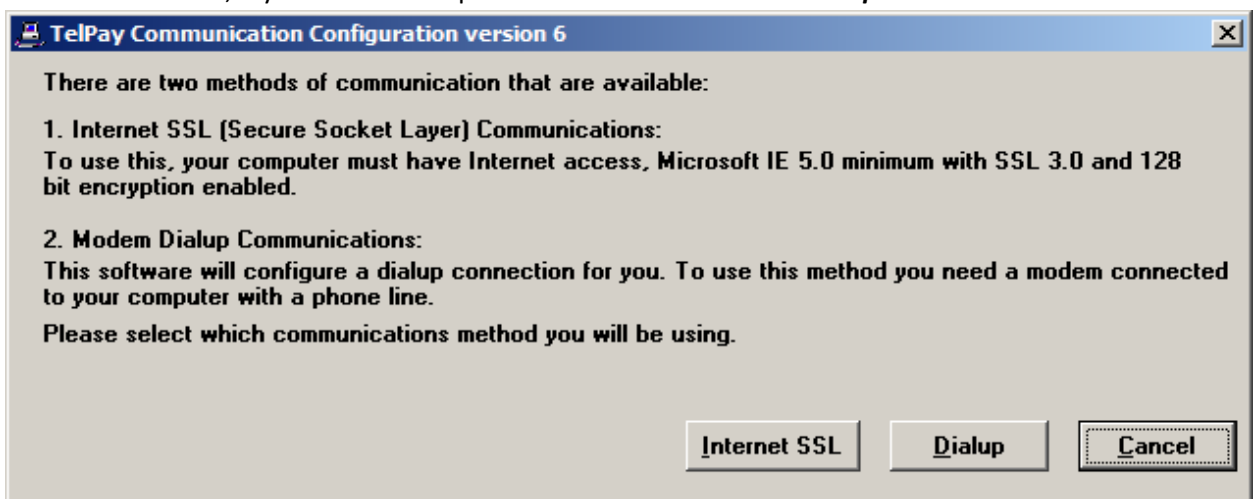 TelPay Communication Configuration version 6
There are two methods of communication that are available:
1. Internet SSL (Secure Socket Layer) Communications:
To use this, your computer must have Internet access, Microsoft IE 5.0 minimum with SSL 3.0 and 128
bit encryption enabled.
2. Modem Dialup Communications:
This software will configure a dialup connection for you. To use this method you need a modem connected
to your computer with a phone line.
Please select which communications method you will be using.
Internet SSL Dialup Cancel